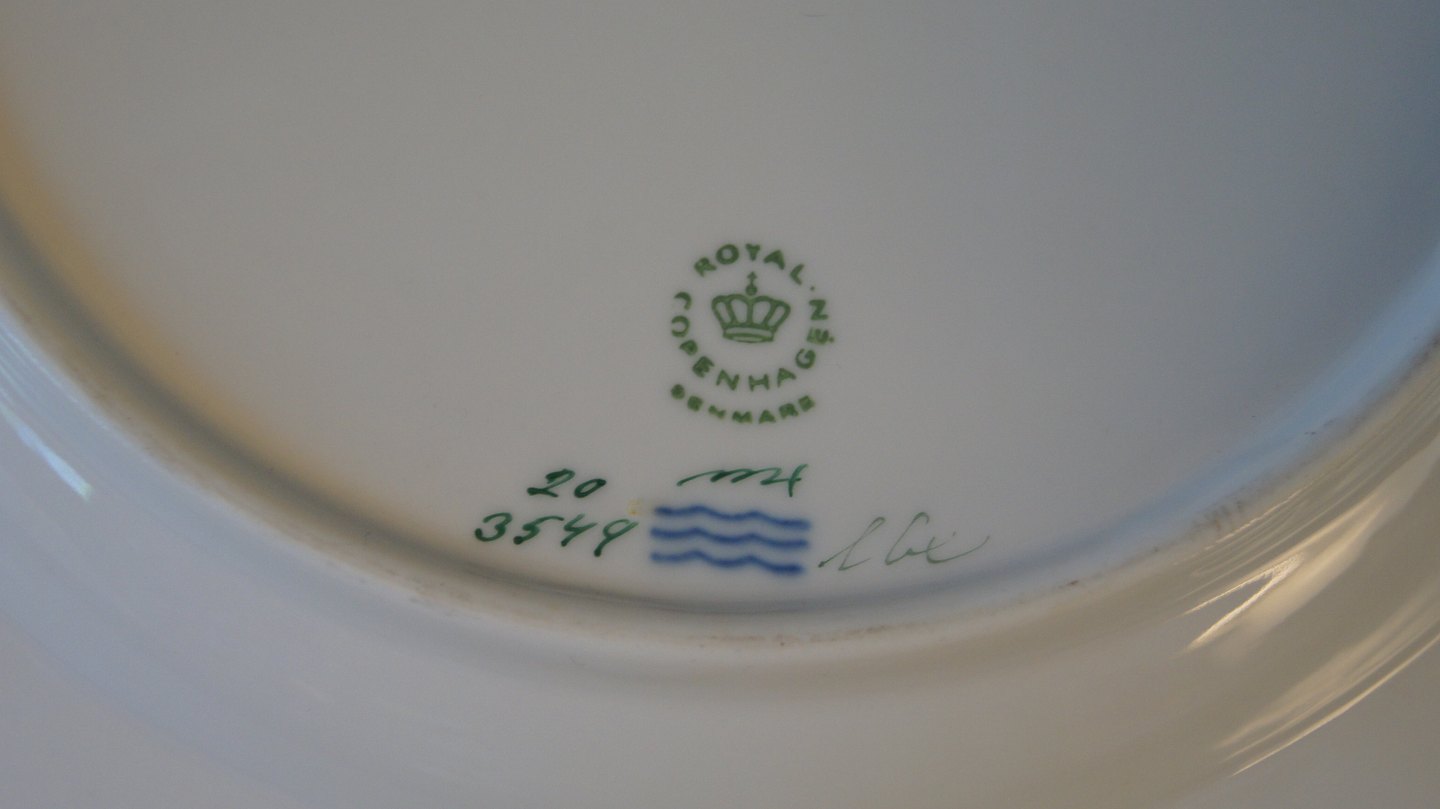 ROYAL.
COPENHAGEN
DENMARK
20
3549